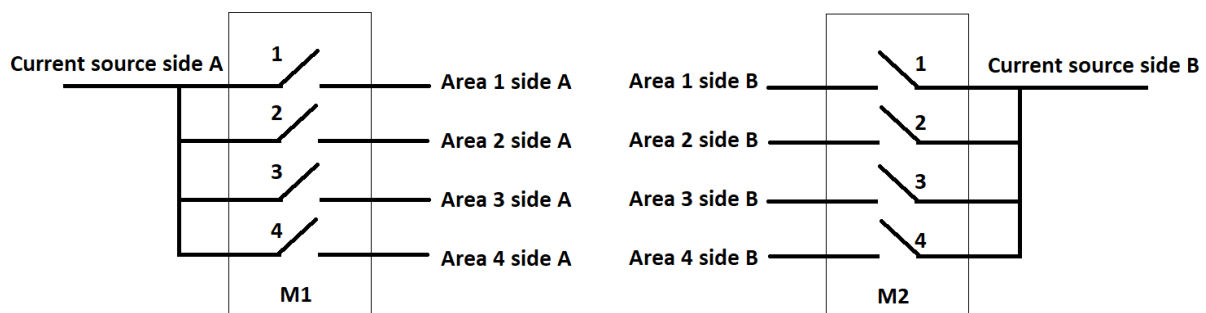 Current source side A
1
Area 1 side A
2
Area 2 side A
3
Area 3 side A
4
Area 4 side A
M1
Area 1 side B
1
Current source side B
Area 2 side B
2
Area 3 side B
3
Area 4 side B
4
M2